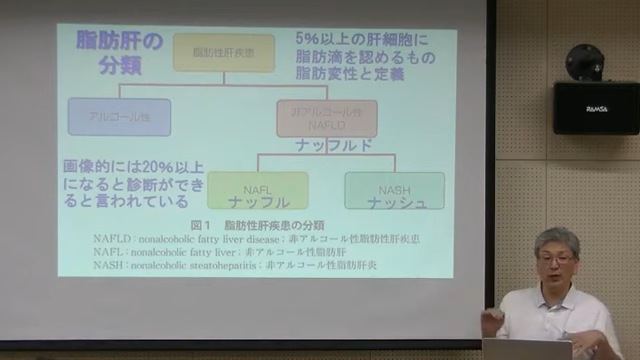 脂肪肝の
分類
脂肪性肝疾患
5%以上の肝細胞に
脂肪滴を認めるもの
脂肪変性と定義
アルコール性
非アルコール性
NAFLD
ナッフルド
画像的には20%以上
になると診断ができ
ると言われている
NAFL
ナッフル
NASH
ナッシュ
図1 脂肪性肝疾患の分類
NAFLD:nonalcoholic fatty liver disease;非アルコール性脂肪性肝疾患
NAFL:nonalcoholic fatty liver;非アルコール性脂肪肝
NASH:nonalcoholic steatohepatitis;非アルコール性脂肪肝炎
RAMSA